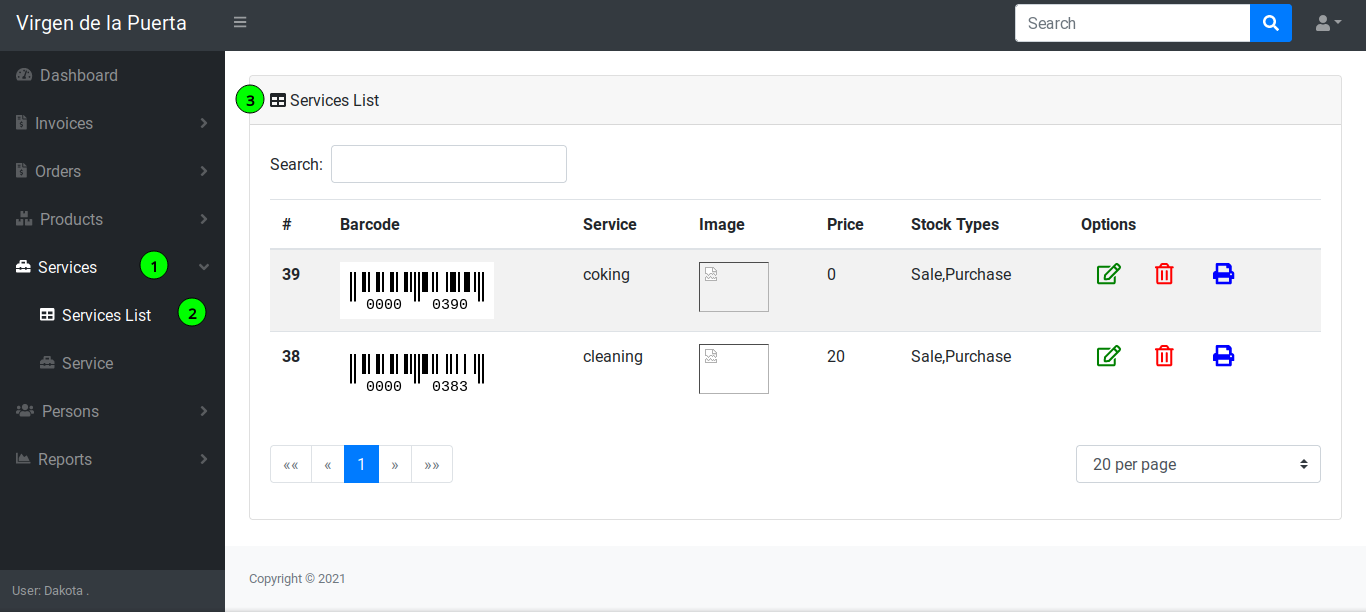 Virgen de la Puerta
Search
Dashboard
Invoices
Orders
Products
Services 1
Services List 2
Service
Persons
Reports
User: Dakota .
3 Services List
Search:
# Barcode Service Image Price Stock Types Options
39 0000 0390 coking 0 Sale,Purchase
38 0000 0383 cleaning 20 Sale,Purchase
«« « 1 » »» 20 per page
Copyright © 2021